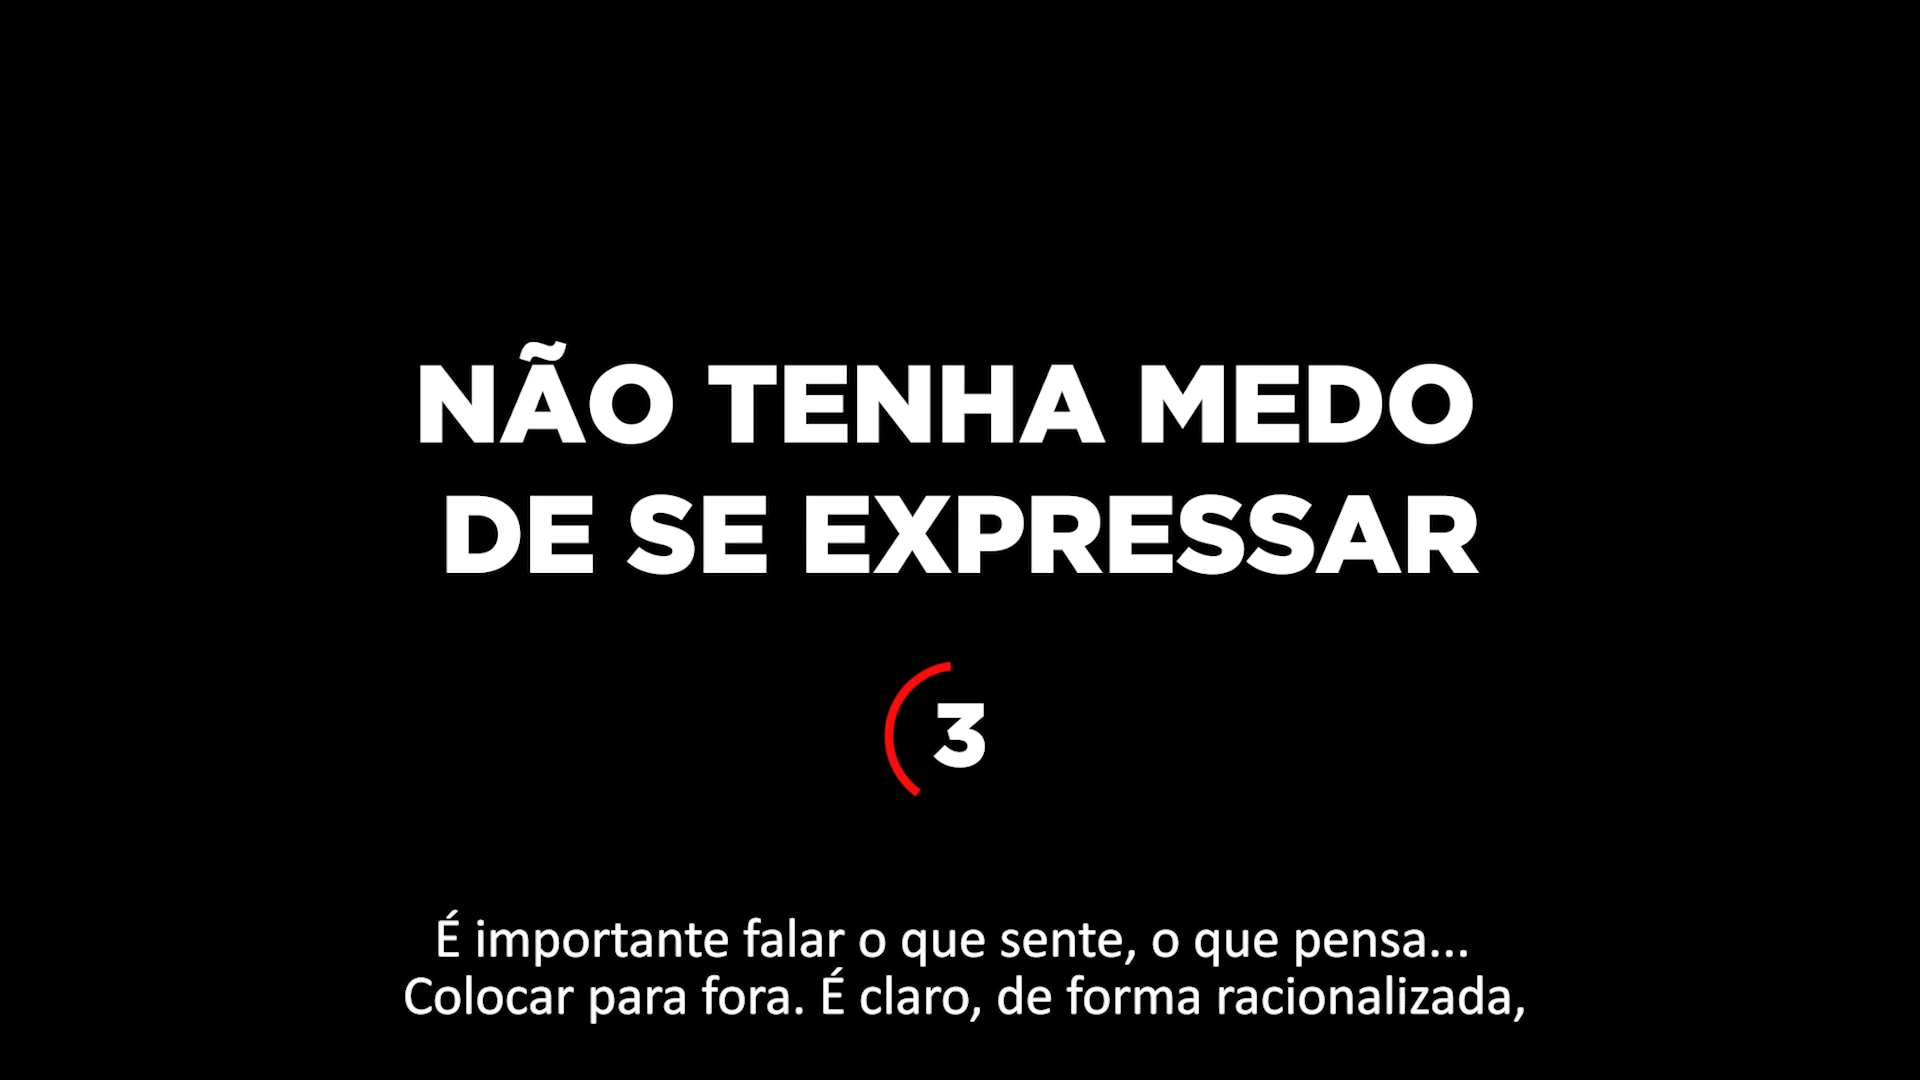 NÃO TENHA MEDO
DE SE EXPRESSAR
3
É importante falar o que sente, o que pensa...
Colocar para fora. É claro, de forma racionalizada,